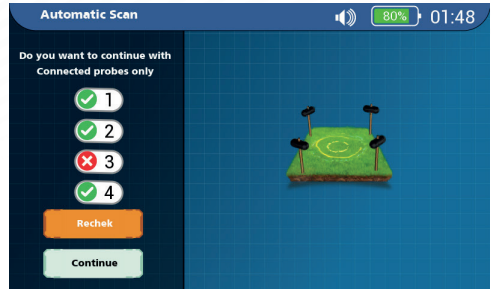 Automatic Scan
80%
01:48
Do you want to continue with
Connected probes only
1
2
3
4
Rechek
Continue